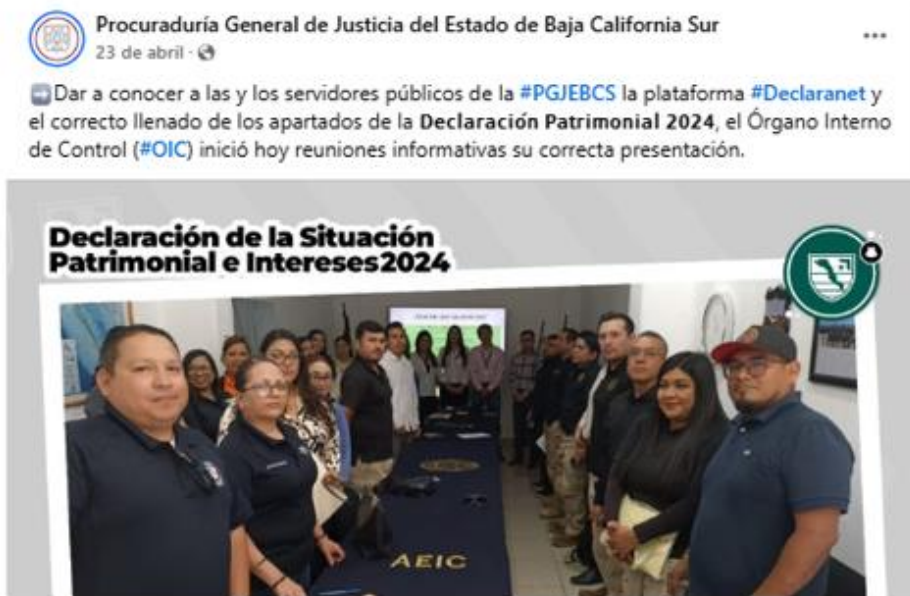 Procuraduría General de Justicia del Estado de Baja California Sur
23 de abril ·
Dar a conocer a las y los servidores públicos de la #PGJEBCS la plataforma #Declaranet y
el correcto llenado de los apartados de la Declaración Patrimonial 2024, el Órgano Interno
de Control (#OIC) inició hoy reuniones informativas su correcta presentación.
Declaración de la Situación
Patrimonial e Intereses2024
AEIC